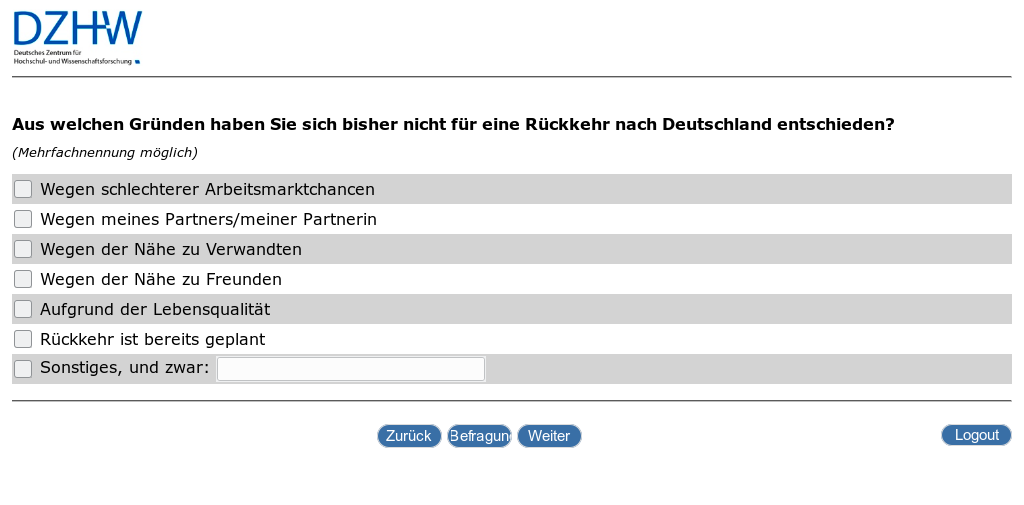 DZHW
Deutsches Zentrum für
Hochschul- und Wissenschaftsforschung
Aus welchen Gründen haben Sie sich bisher nicht für eine Rückkehr nach Deutschland entschieden?
(Mehrfachnennung möglich)
Wegen schlechterer Arbeitsmarktchancen
Wegen meines Partners/meiner Partnerin
Wegen der Nähe zu Verwandten
Wegen der Nähe zu Freunden
Aufgrund der Lebensqualität
Rückkehr ist bereits geplant
Sonstiges, und zwar:
Zurück Befragung Weiter Logout